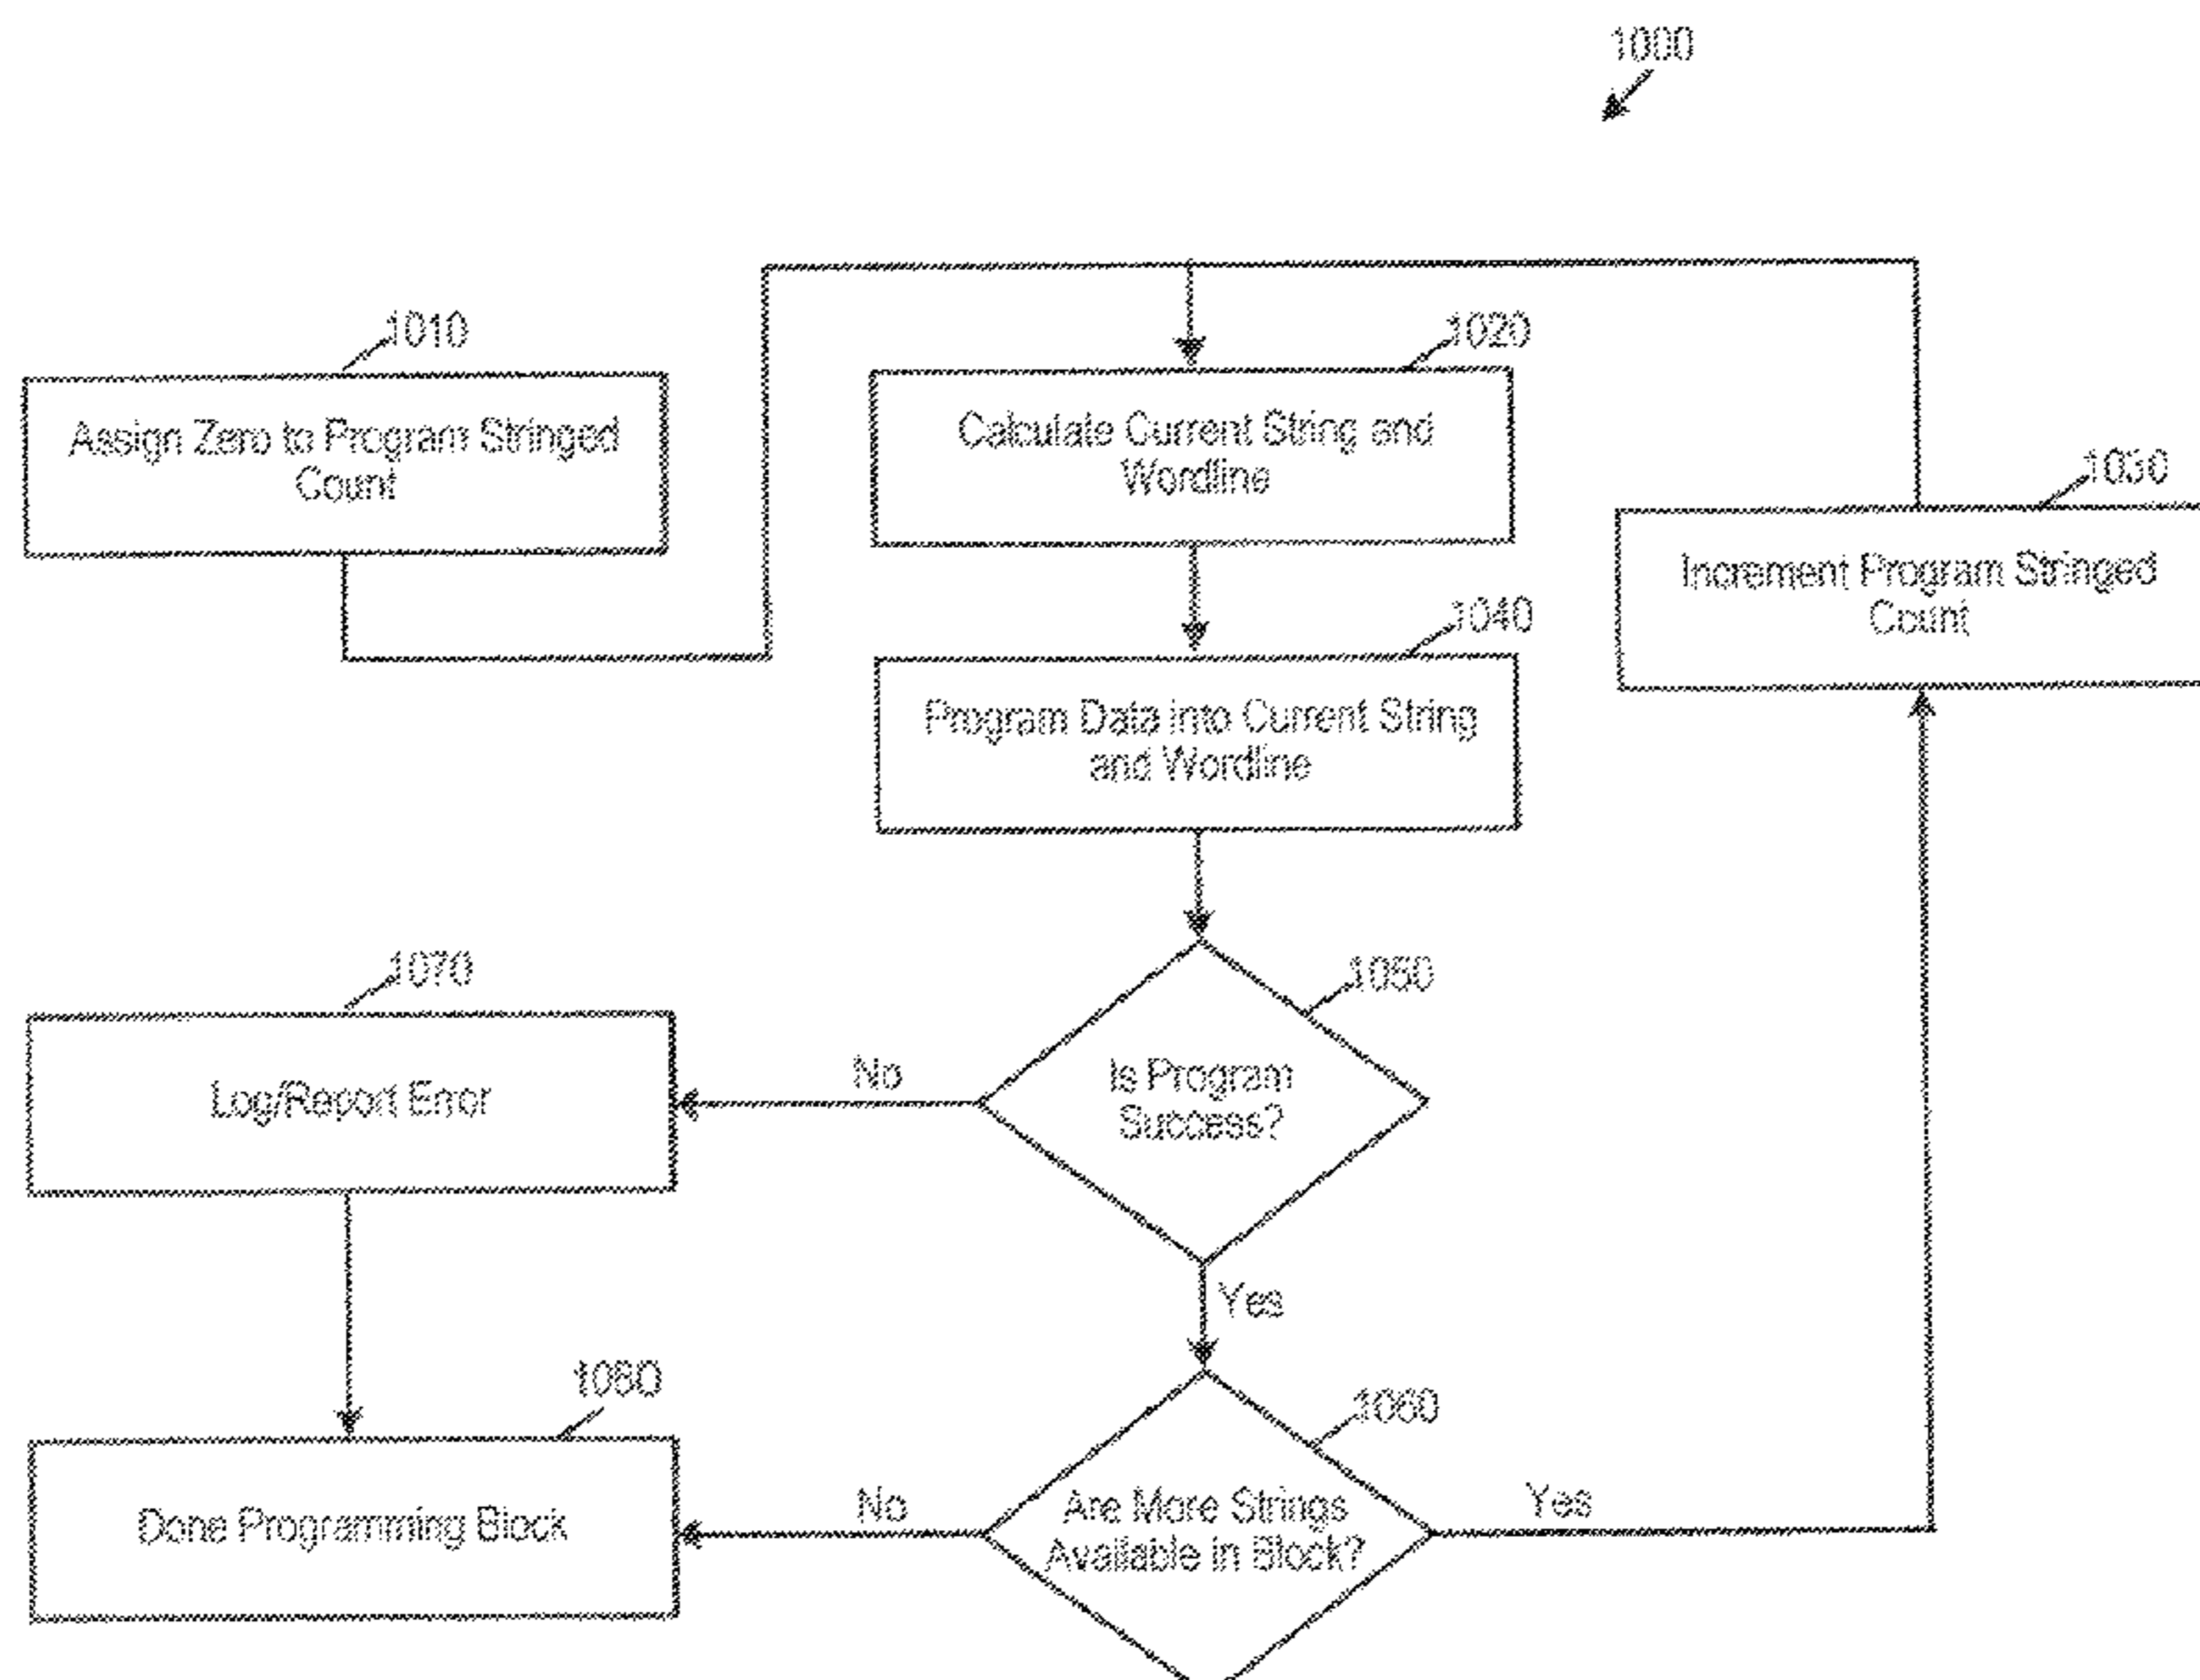 1000
1010
Assign Zero to Program Stringed
Count
1020
Calculate Current String and
Wordline
1030
Increment Program Stringed
Count
1040
Program Data into Current String
and Wordline
1050
Is Program
Success?
No
1070
Log/Report Error
Yes
1060
Are More Strings
Available in Block?
Yes
No
1080
Done Programming Block